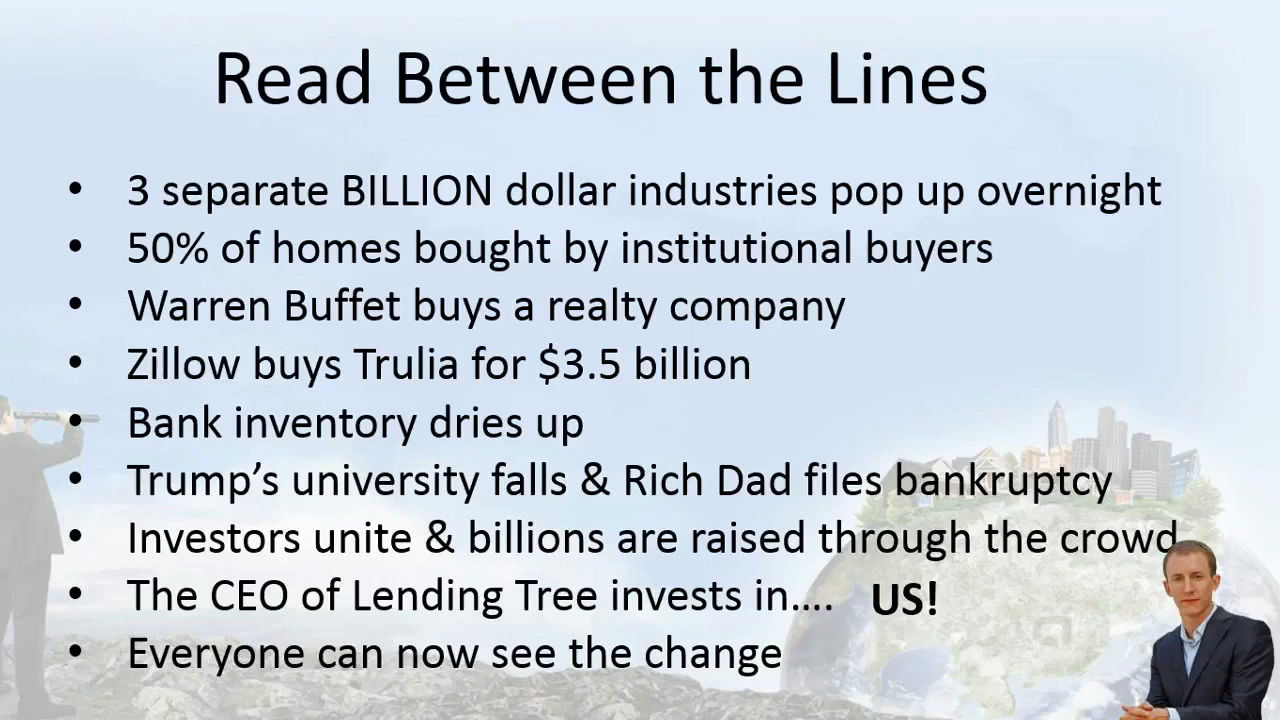 Read Between the Lines
• 3 separate BILLION dollar industries pop up overnight
• 50% of homes bought by institutional buyers
• Warren Buffet buys a realty company
• Zillow buys Trulia for $3.5 billion
• Bank inventory dries up
• Trump’s university falls & Rich Dad files bankruptcy
• Investors unite & billions are raised through the crowd
• The CEO of Lending Tree invests in.... US!
• Everyone can now see the change